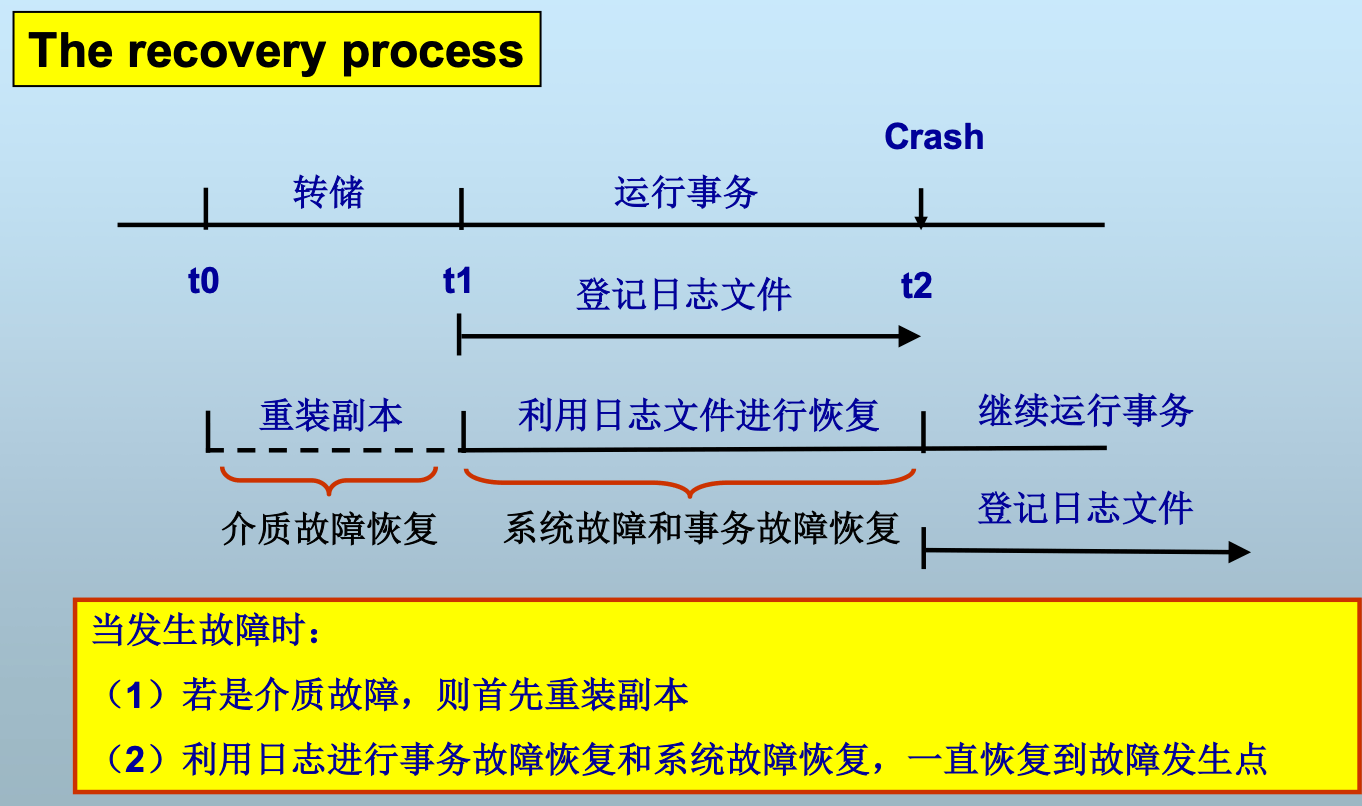 The recovery process
Crash
转储
运行事务
t0
t1
t2
登记日志文件
重装副本
利用日志文件进行恢复
继续运行事务
介质故障恢复
系统故障和事务故障恢复
登记日志文件
当发生故障时：
（1）若是介质故障，则首先重装副本
（2）利用日志进行事务故障恢复和系统故障恢复，一直恢复到故障发生点